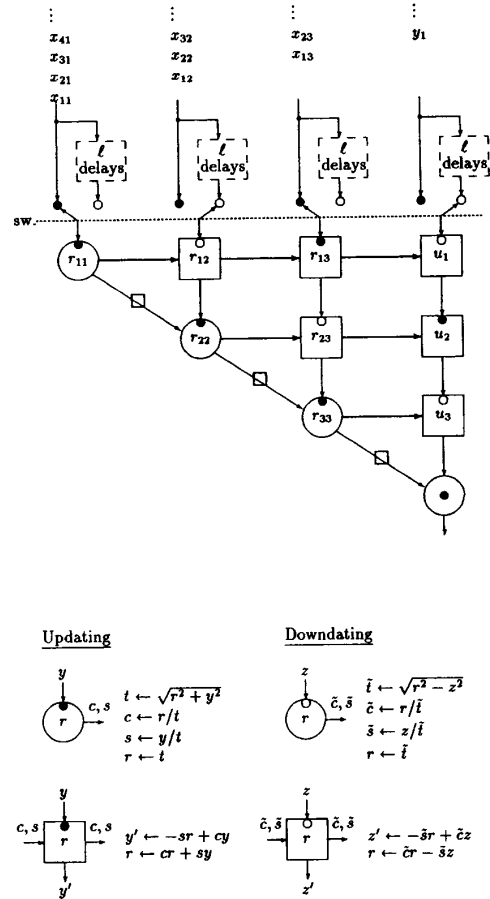 ⋮ ⋮ ⋮ ⋮
x₄₁ x₃₂ x₂₃ y₁
x₃₁ x₂₂ x₁₃
x₂₁ x₁₂
x₁₁
ℓ ℓ ℓ ℓ
delays delays delays delays
sw.
r₁₁ r₁₂ r₁₃ u₁
r₂₂ r₂₃ u₂
r₃₃ u₃
Updating Downdating
y z
t ← √(r² + y²) t̃ ← √(r² − z²)
r c, s c ← r/t r c̃, s̃ c̃ ← r/t̃
s ← y/t s̃ ← z/t̃
r ← t r ← t̃
y z
c, s r c, s y′ ← −sr + cy c̃, s̃ r c̃, s̃ z′ ← −s̃r + c̃z
r ← cr + sy r ← c̃r − s̃z
y′ z′